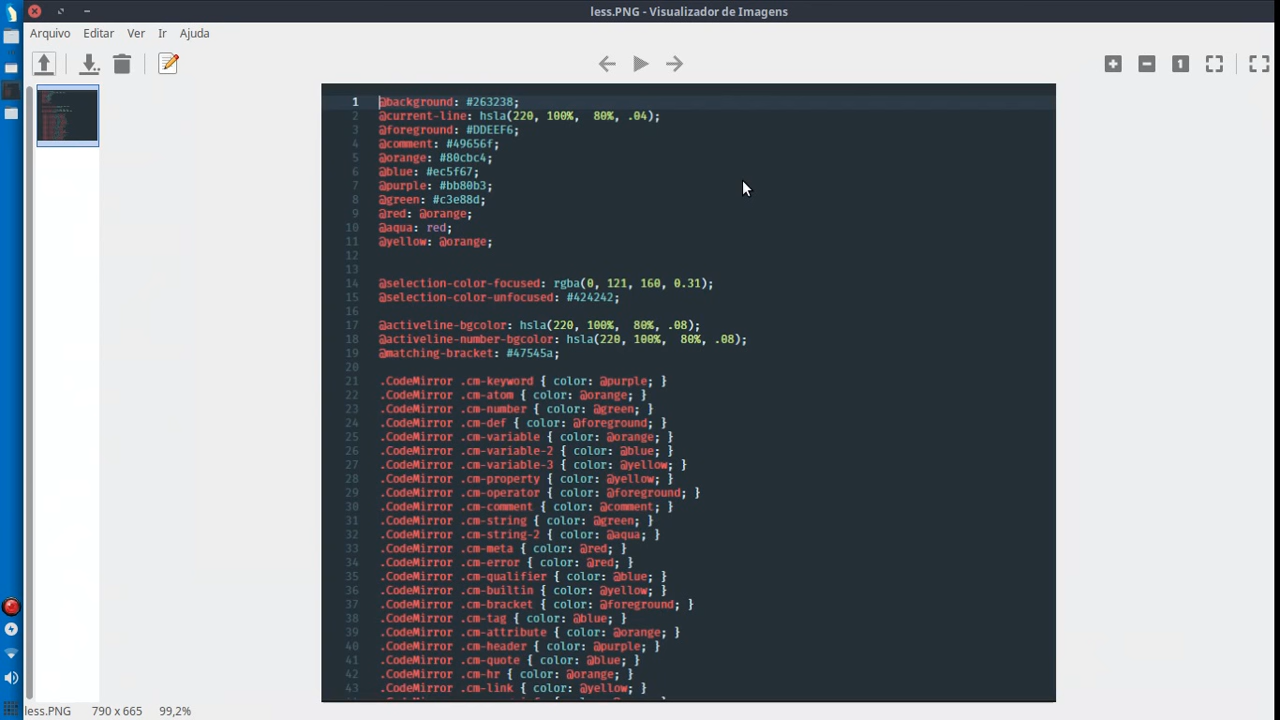 less.PNG - Visualizador de Imagens
Arquivo Editar Ver Ir Ajuda
1
1 @background: #263238;
2 @current-line: hsla(220, 100%,  80%, .04);
3 @foreground: #DDEEF6;
4 @comment: #49656f;
5 @orange: #80cbc4;
6 @blue: #ec5f67;
7 @purple: #bb80b3;
8 @green: #c3e88d;
9 @red: @orange;
10 @aqua: red;
11 @yellow: @orange;
12
13
14 @selection-color-focused: rgba(0, 121, 160, 0.31);
15 @selection-color-unfocused: #424242;
16
17 @activeline-bgcolor: hsla(220, 100%,  80%, .08);
18 @activeline-number-bgcolor: hsla(220, 100%,  80%, .08);
19 @matching-bracket: #47545a;
20
21 .CodeMirror .cm-keyword { color: @purple; }
22 .CodeMirror .cm-atom { color: @orange; }
23 .CodeMirror .cm-number { color: @green; }
24 .CodeMirror .cm-def { color: @foreground; }
25 .CodeMirror .cm-variable { color: @orange; }
26 .CodeMirror .cm-variable-2 { color: @blue; }
27 .CodeMirror .cm-variable-3 { color: @yellow; }
28 .CodeMirror .cm-property { color: @yellow; }
29 .CodeMirror .cm-operator { color: @foreground; }
30 .CodeMirror .cm-comment { color: @comment; }
31 .CodeMirror .cm-string { color: @green; }
32 .CodeMirror .cm-string-2 { color: @aqua; }
33 .CodeMirror .cm-meta { color: @red; }
34 .CodeMirror .cm-error { color: @red; }
35 .CodeMirror .cm-qualifier { color: @blue; }
36 .CodeMirror .cm-builtin { color: @yellow; }
37 .CodeMirror .cm-bracket { color: @foreground; }
38 .CodeMirror .cm-tag { color: @blue; }
39 .CodeMirror .cm-attribute { color: @orange; }
40 .CodeMirror .cm-header { color: @purple; }
41 .CodeMirror .cm-quote { color: @blue; }
42 .CodeMirror .cm-hr { color: @orange; }
43 .CodeMirror .cm-link { color: @yellow; }
less.PNG 790 x 665 99,2%